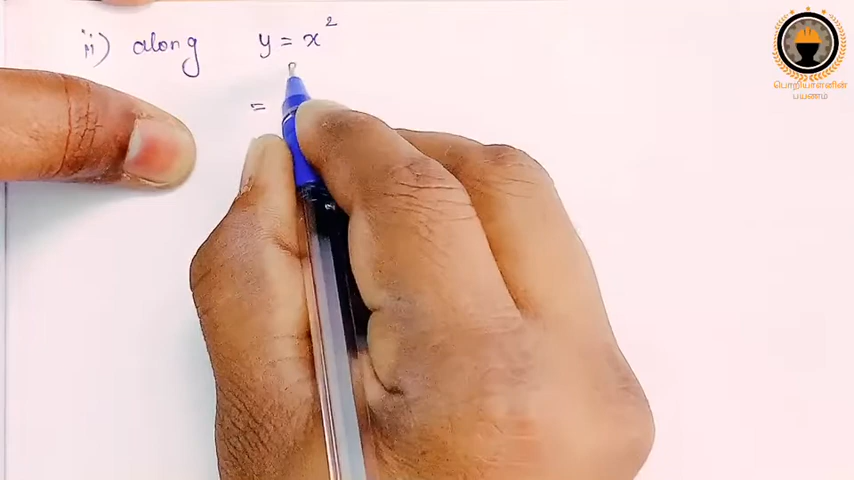 ii) along y = x²
=
பொறியாளனின்
பயணம்